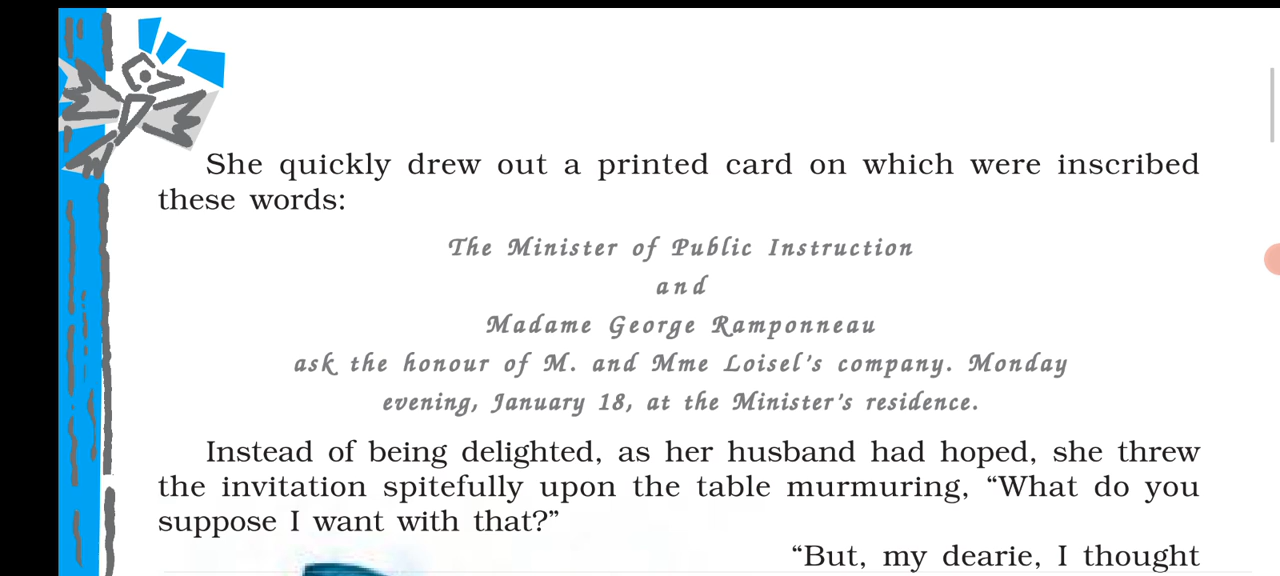 She quickly drew out a printed card on which were inscribed
these words:
The Minister of Public Instruction
and
Madame George Ramponneau
ask the honour of M. and Mme Loisel’s company. Monday
evening, January 18, at the Minister’s residence.
Instead of being delighted, as her husband had hoped, she threw
the invitation spitefully upon the table murmuring, “What do you
suppose I want with that?”
“But, my dearie, I thought